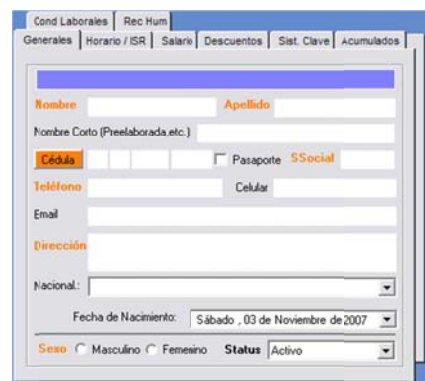 Cond Laborales Rec Hum
Generales Horario / ISR Salario Descuentos Sist. Clave Acumulados
Nombre Apellido
Nombre Corto (Preelaborada,etc.)
Cédula Pasaporte SSocial
Teléfono Celular
Email
Dirección
Nacional.:
Fecha de Nacimiento: Sábado , 03 de Noviembre de 2007
Sexo Masculino Femenino Status Activo